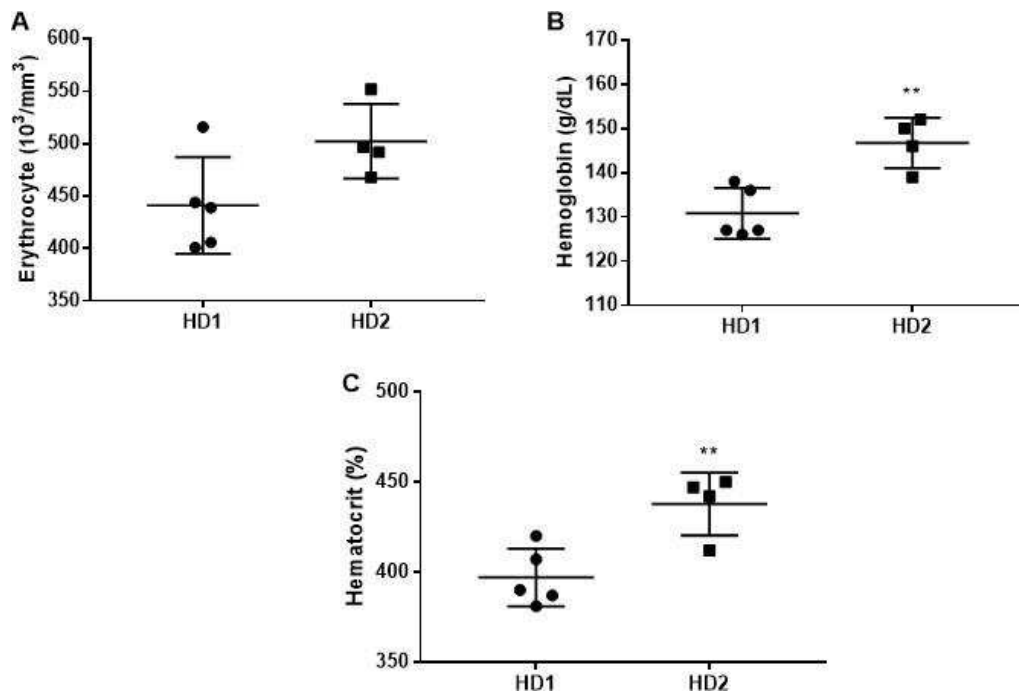 A
Erythrocyte (10³/mm³)
600
550
500
450
400
350
HD1
HD2
B
Hemoglobin (g/dL)
170
160
150
140
130
120
110
**
HD1
HD2
C
Hematocrit (%)
500
450
400
350
**
HD1
HD2